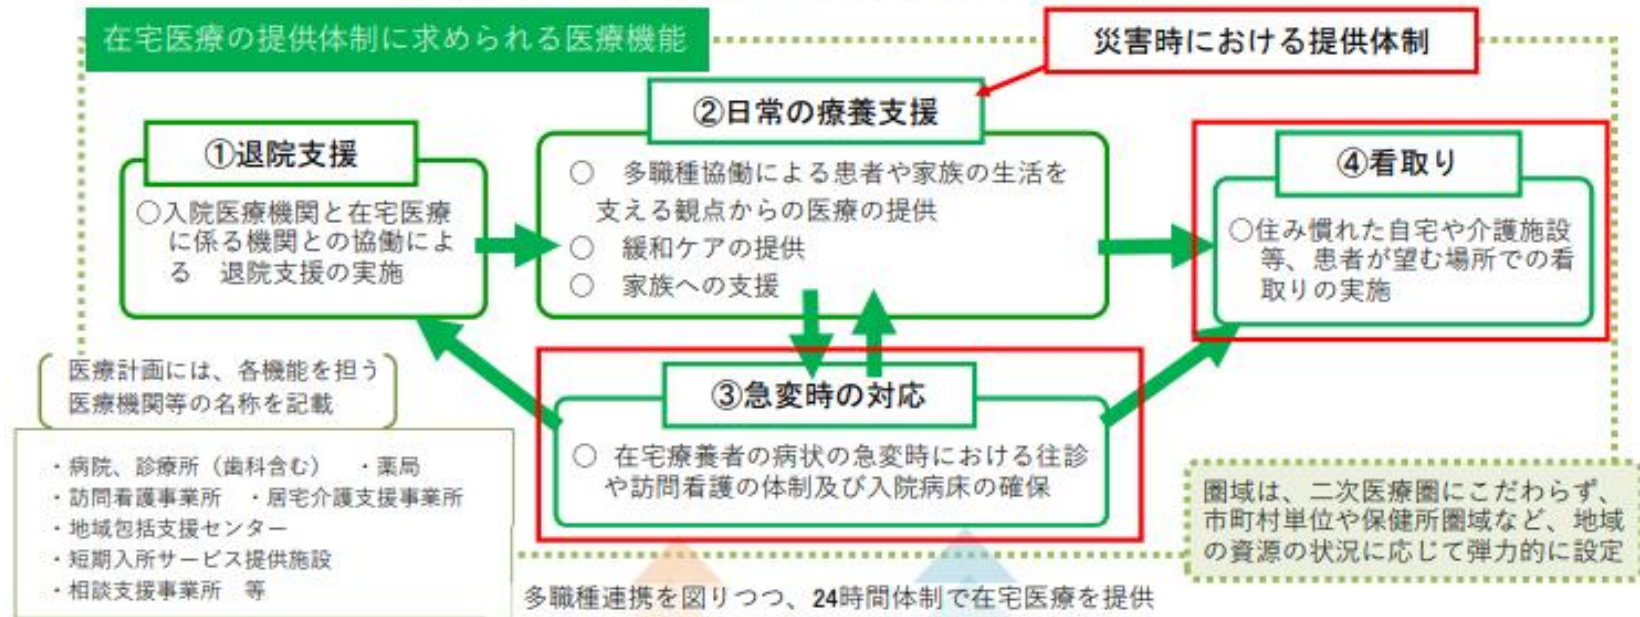 在宅医療の提供体制に求められる医療機能
災害時における提供体制
①退院支援
○入院医療機関と在宅医療
に係る機関との協働によ
る　退院支援の実施
②日常の療養支援
○　多職種協働による患者や家族の生活を
支える観点からの医療の提供
○　緩和ケアの提供
○　家族への支援
④看取り
○住み慣れた自宅や介護施設
等、患者が望む場所での看
取りの実施
③急変時の対応
○ 在宅療養者の病状の急変時における往診
や訪問看護の体制及び入院病床の確保
医療計画には、各機能を担う
医療機関等の名称を記載
・病院、診療所（歯科含む）　・薬局
・訪問看護事業所　・居宅介護支援事業所
・地域包括支援センター
・短期入所サービス提供施設
・相談支援事業所　等
圏域は、二次医療圏にこだわらず、
市町村単位や保健所圏域など、地域
の資源の状況に応じて弾力的に設定
多職種連携を図りつつ、24時間体制で在宅医療を提供